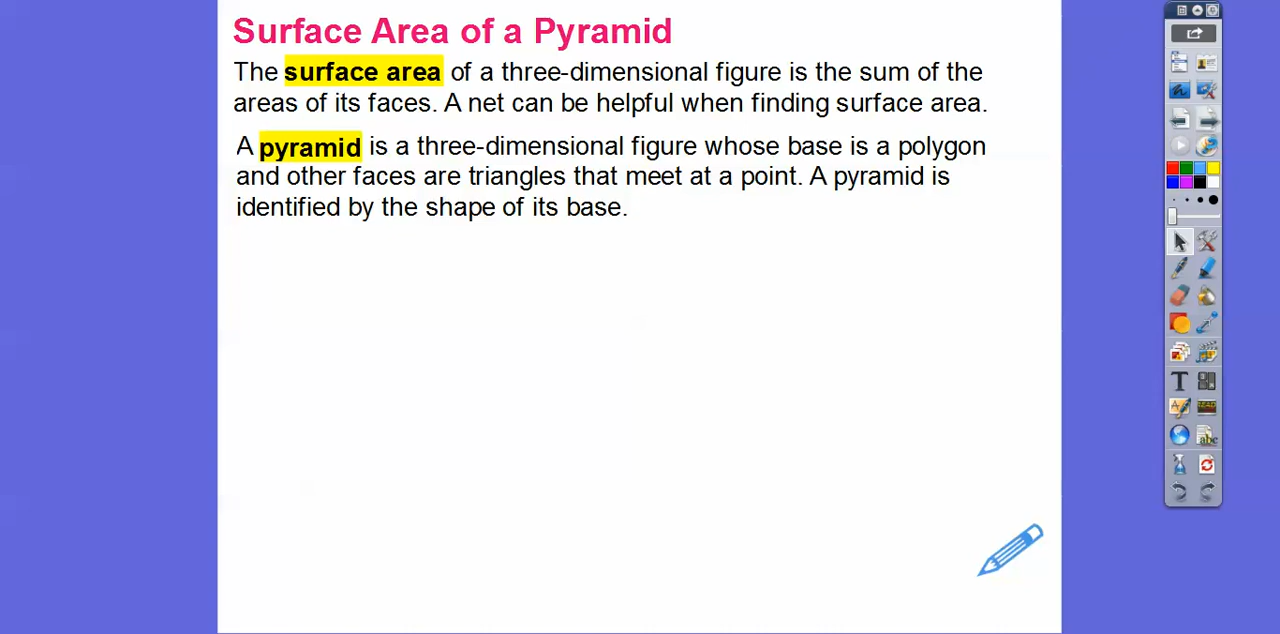 Surface Area of a Pyramid
The surface area of a three-dimensional figure is the sum of the
areas of its faces. A net can be helpful when finding surface area.
A pyramid is a three-dimensional figure whose base is a polygon
and other faces are triangles that meet at a point. A pyramid is
identified by the shape of its base.